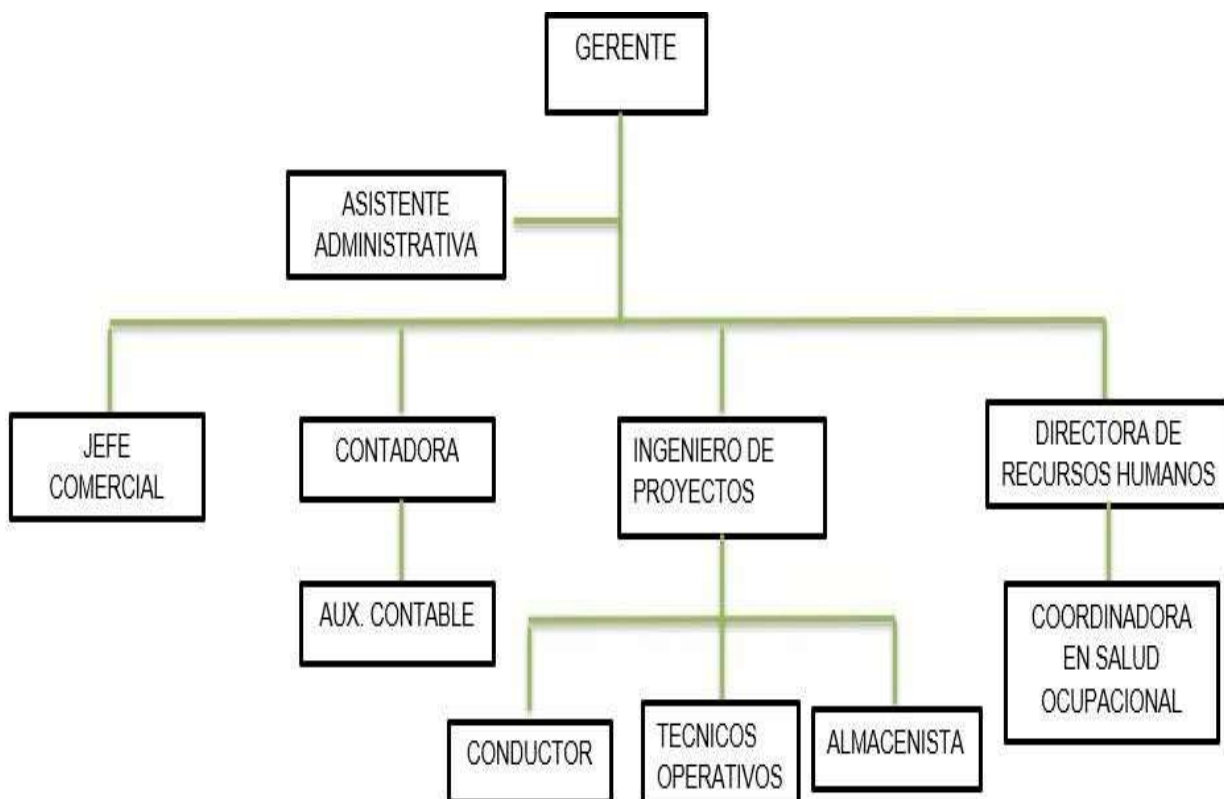 GERENTE
ASISTENTE
ADMINISTRATIVA
JEFE
COMERCIAL
CONTADORA
INGENIERO DE
PROYECTOS
DIRECTORA DE
RECURSOS HUMANOS
AUX. CONTABLE
COORDINADORA
EN SALUD
OCUPACIONAL
CONDUCTOR
TECNICOS
OPERATIVOS
ALMACENISTA